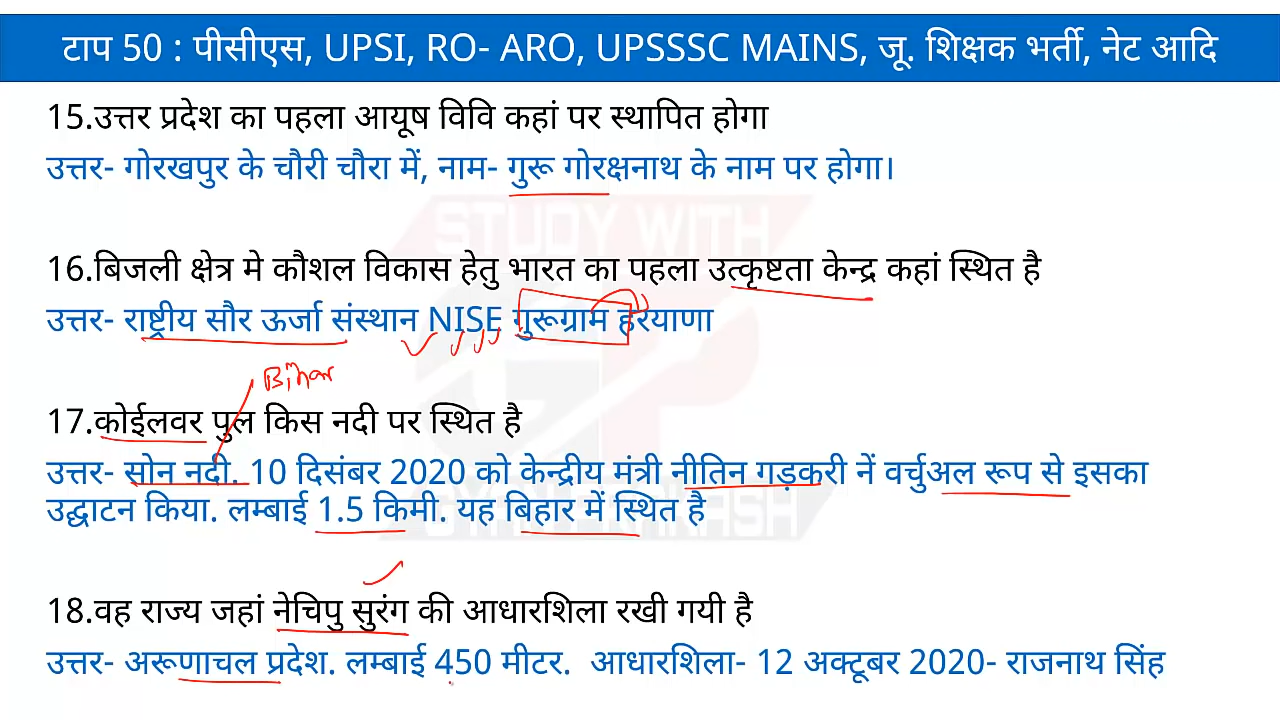 टाप 50 : पीसीएस, UPSI, RO- ARO, UPSSSC MAINS, जू. शिक्षक भर्ती, नेट आदि
15.उत्तर प्रदेश का पहला आयूष विवि कहां पर स्थापित होगा
उत्तर- गोरखपुर के चौरी चौरा में, नाम- गुरू गोरक्षनाथ के नाम पर होगा।
STUDY WITH
16.बिजली क्षेत्र मे कौशल विकास हेतु भारत का पहला उत्कृष्टता केन्द्र कहां स्थित है
उत्तर- राष्ट्रीय सौर ऊर्जा संस्थान NISE गुरूग्राम हरयाणा
Bihar
17.कोईलवर पुल किस नदी पर स्थित है
उत्तर- सोन नदी. 10 दिसंबर 2020 को केन्द्रीय मंत्री नीतिन गड़करी नें वर्चुअल रूप से इसका
उद्घाटन किया. लम्बाई 1.5 किमी. यह बिहार में स्थित है
GYAN PRAKASH
18.वह राज्य जहां नेचिपु सुरंग की आधारशिला रखी गयी है
उत्तर- अरूणाचल प्रदेश. लम्बाई 450 मीटर. आधारशिला- 12 अक्टूबर 2020- राजनाथ सिंह